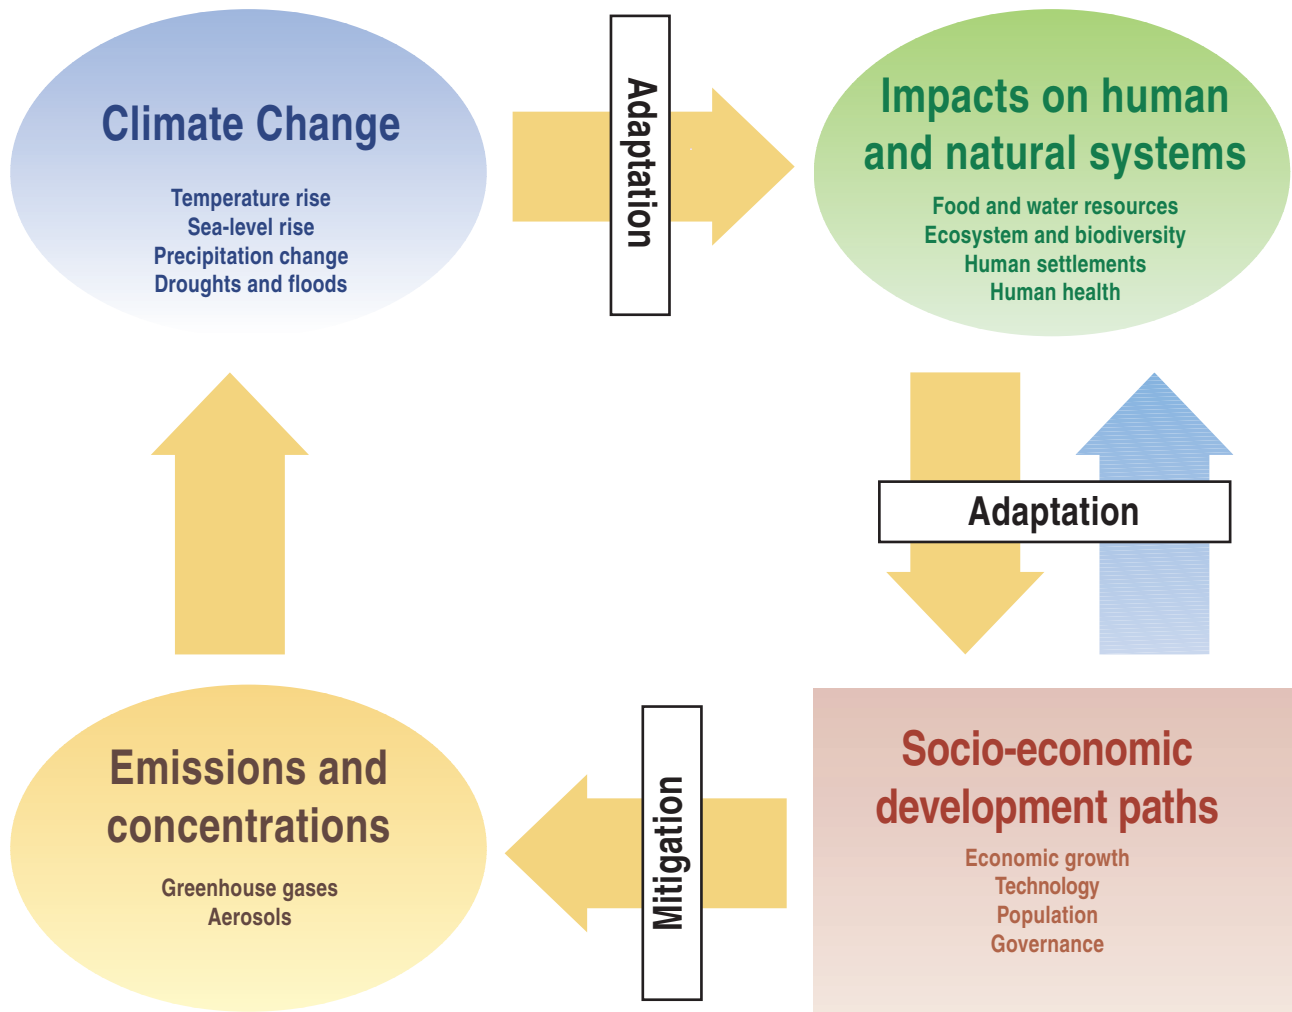 Climate Change
Temperature rise
Sea-level rise
Precipitation change
Droughts and floods
Adaptation
Impacts on human
and natural systems
Food and water resources
Ecosystem and biodiversity
Human settlements
Human health
Adaptation
Socio-economic
development paths
Economic growth
Technology
Population
Governance
Mitigation
Emissions and
concentrations
Greenhouse gases
Aerosols